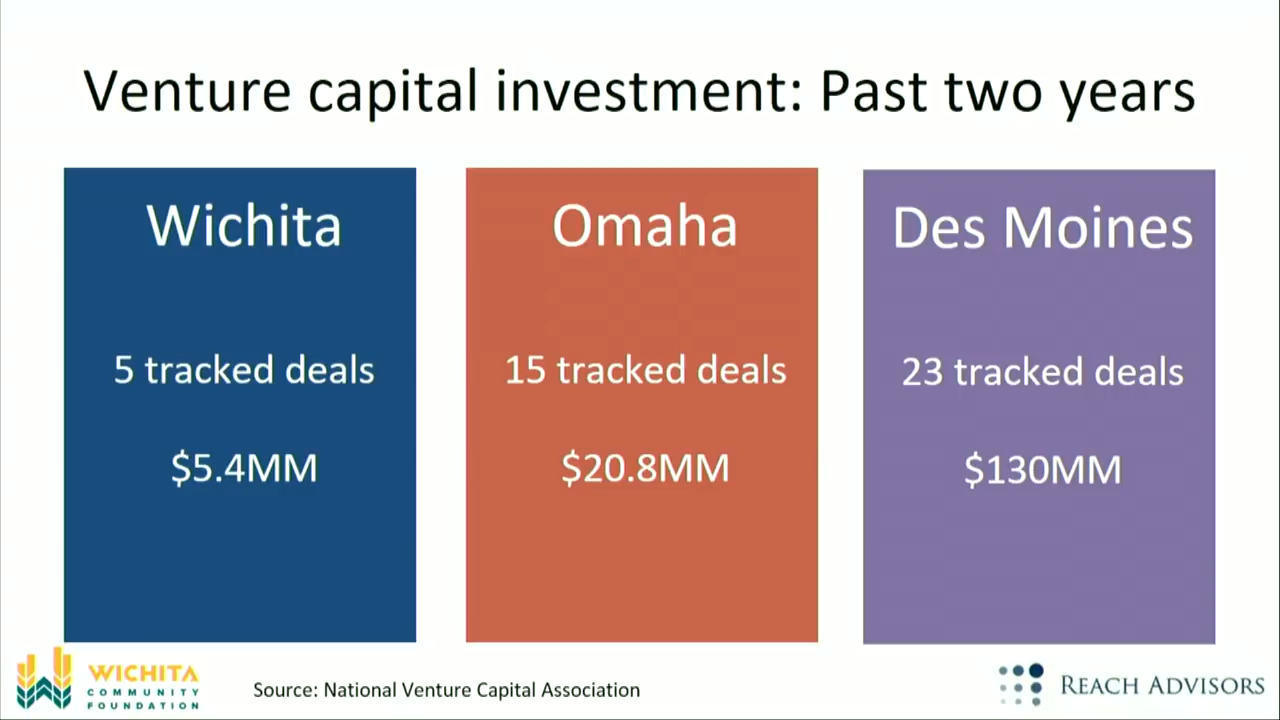 Venture capital investment: Past two years
Wichita
5 tracked deals
$5.4MM
Omaha
15 tracked deals
$20.8MM
Des Moines
23 tracked deals
$130MM
WICHITA
COMMUNITY
FOUNDATION
Source: National Venture Capital Association
REACH ADVISORS